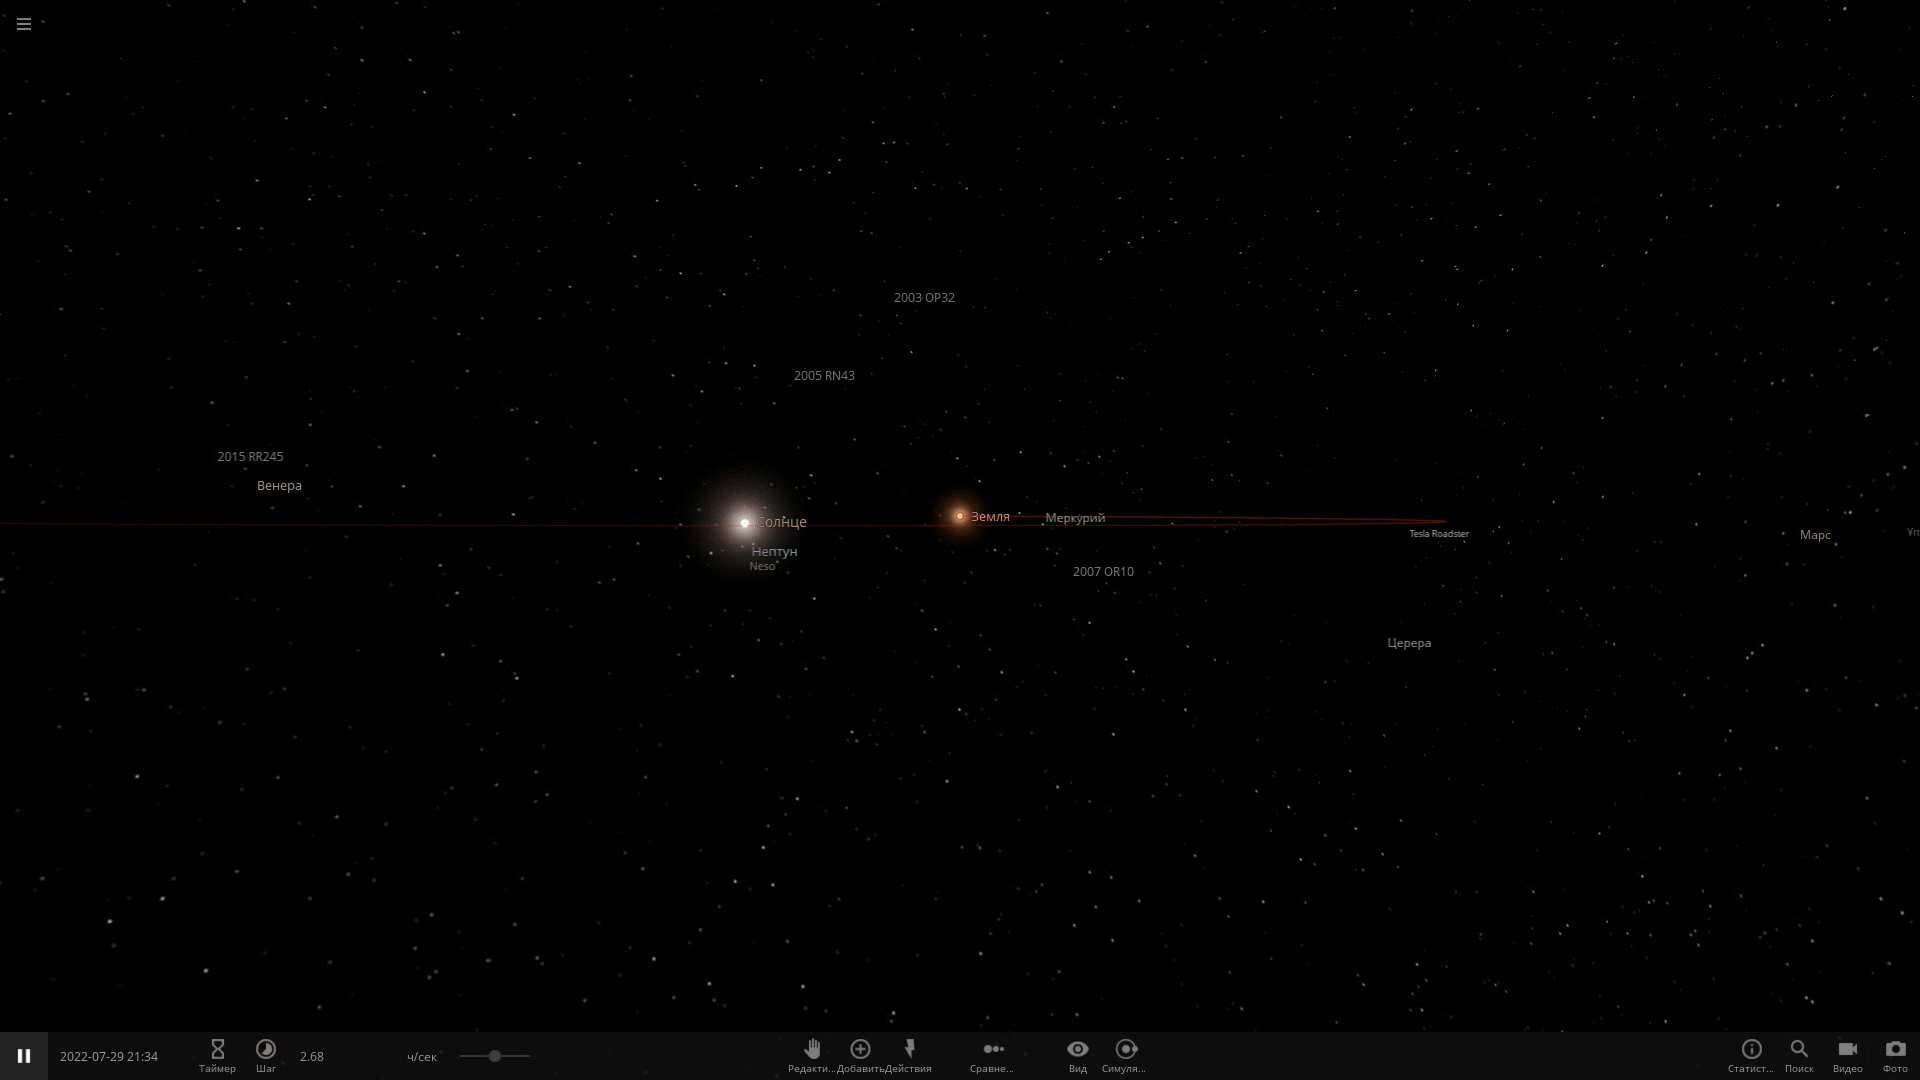 2003 OP32
2005 RN43
2015 RR245
Венера
Солнце
Земля
Меркурий
Tesla Roadster
Марс
Нептун
Neso
2007 OR10
Церера
2022-07-29 21:34
Таймер
Шаг
2.68
ч/сек
Редакти...
Добавить
Действия
Сравне...
Вид
Симуля...
Статист...
Поиск
Видео
Фото